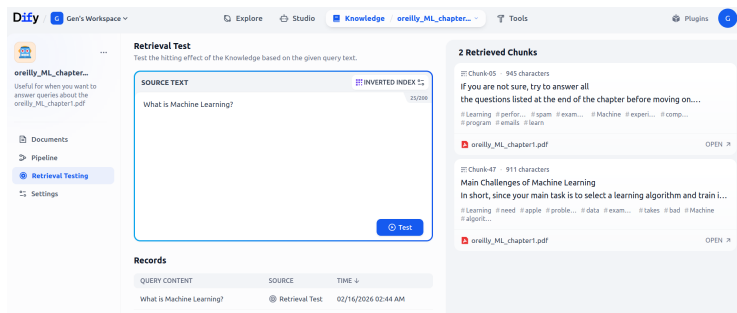 Dify / G Gen's Workspace
Explore
Studio
Knowledge / oreilly_ML_chapter...
Tools
Plugins
G
oreilly_ML_chapter...
Useful for when you want to
answer queries about the
oreilly_ML_chapter1.pdf
Documents
Pipeline
Retrieval Testing
Settings
Retrieval Test
Test the hitting effect of the Knowledge based on the given query text.
SOURCE TEXT
INVERTED INDEX
25/200
What is Machine Learning?
Test
Records
QUERY CONTENT SOURCE TIME ↓
What is Machine Learning? Retrieval Test 02/16/2026 02:44 AM
2 Retrieved Chunks
Chunk-05 · 945 characters
If you are not sure, try to answer all
the questions listed at the end of the chapter before moving on....
# Learning # perfor... # spam # exam... # Machine # experi... # comp...
# program # emails # learn
oreilly_ML_chapter1.pdf OPEN ↗
Chunk-47 · 911 characters
Main Challenges of Machine Learning
In short, since your main task is to select a learning algorithm and train i...
# Learning # need # apple # proble... # data # exam... # takes # bad # Machine
# algorit...
oreilly_ML_chapter1.pdf OPEN ↗